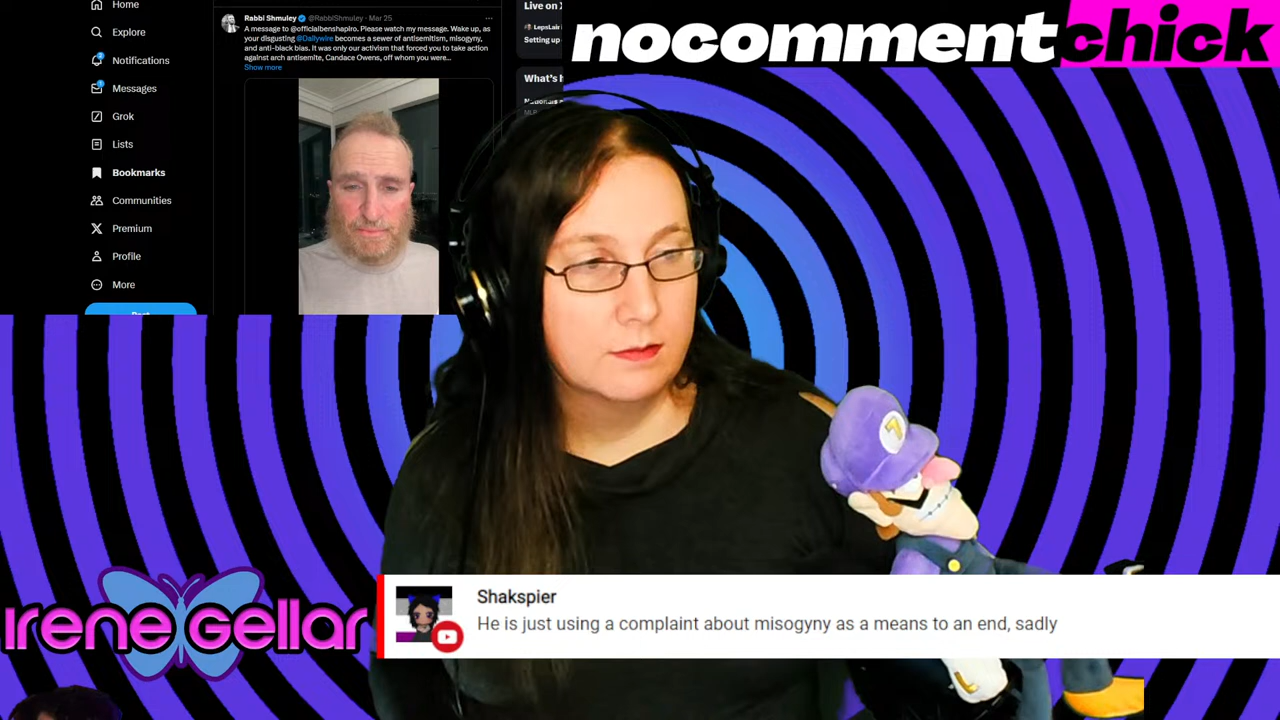 Home
Explore
Notifications
Messages
Grok
Lists
Bookmarks
Communities
Premium
Profile
More
Rabbi Shmuley @RabbiShmuley · Mar 25
A message to @officialbenshapiro. Please watch my message. Wake up, as
your disgusting @Dailywire becomes a sewer of antisemitism, misogyny,
and anti-black bias. It was only our activism that forced you to take action
against arch antisemite, Candace Owens, off whom you were...
Show more
Live on
LepsLair
Setting up
What's
nocommentchick
irene gellar
Shakspier
He is just using a complaint about misogyny as a means to an end, sadly